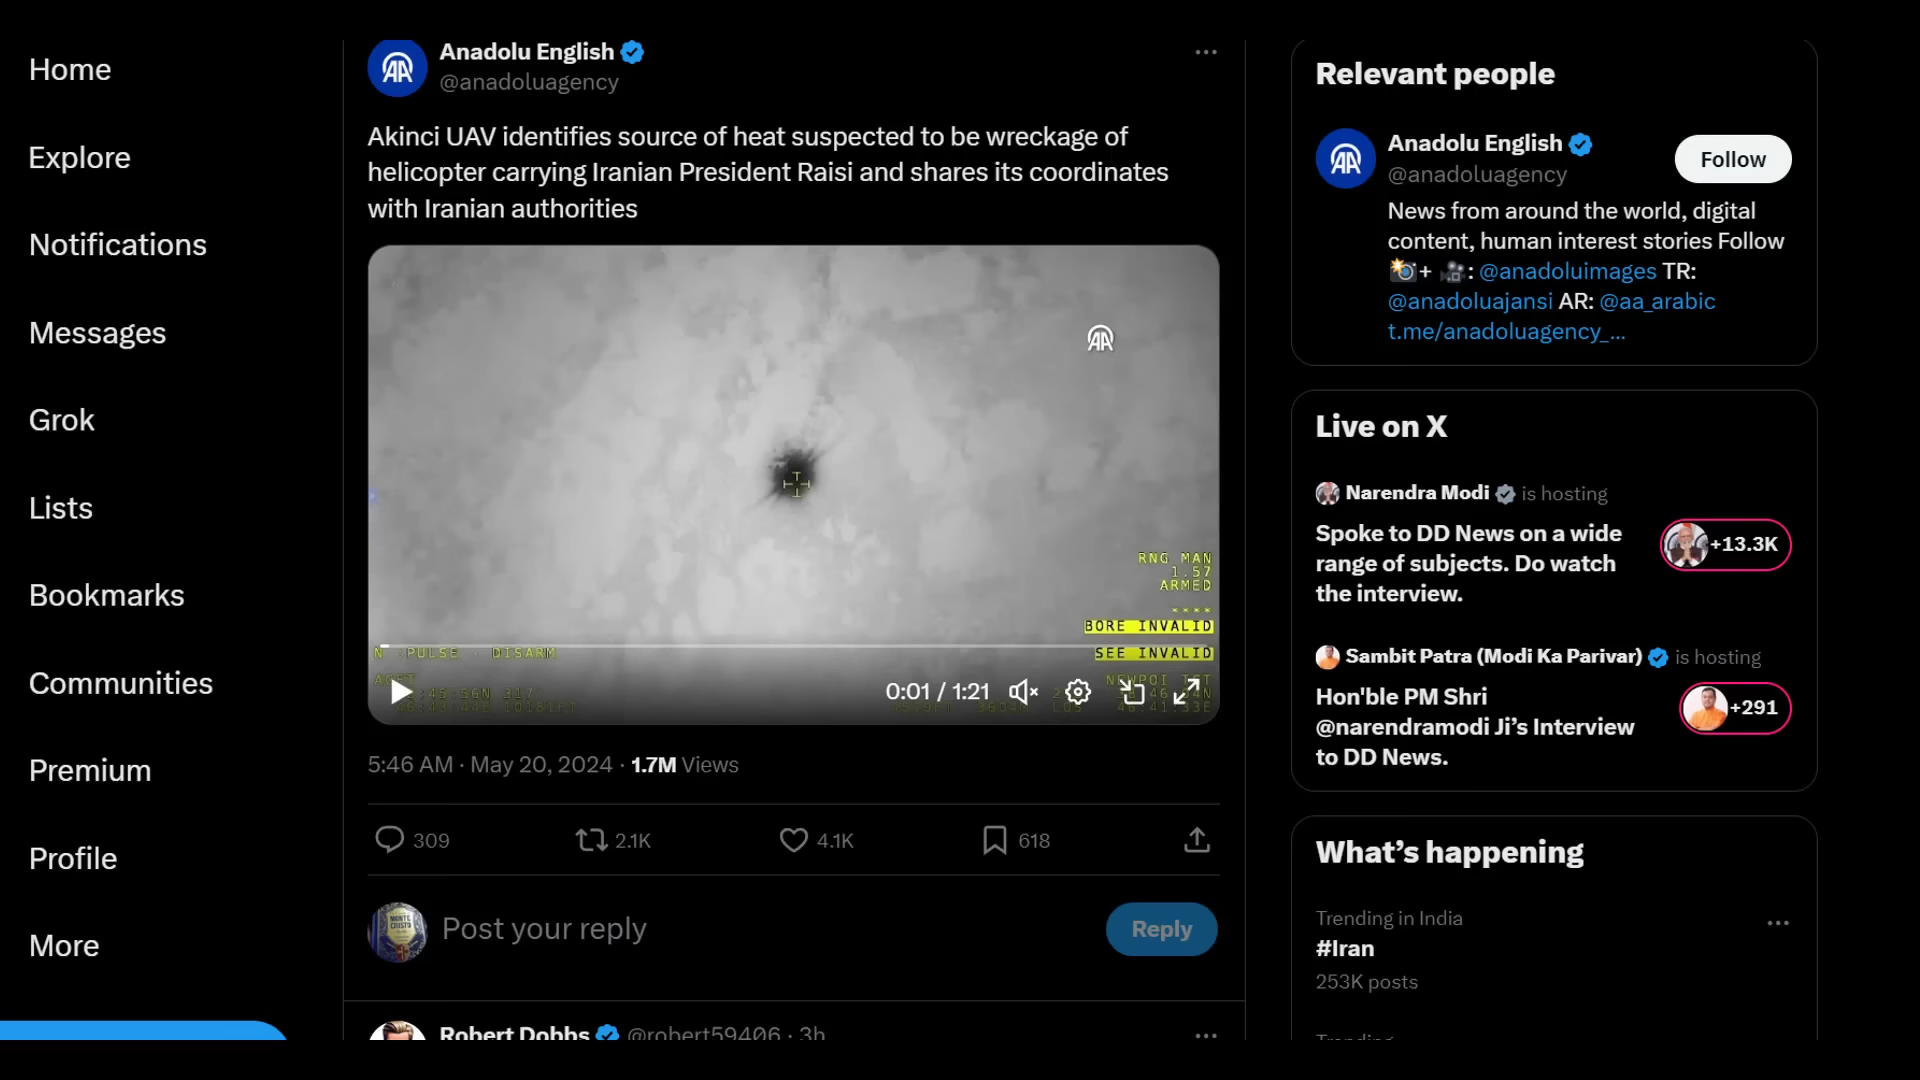 Home
Explore
Notifications
Messages
Grok
Lists
Bookmarks
Communities
Premium
Profile
More
Anadolu English
@anadoluagency
Akinci UAV identifies source of heat suspected to be wreckage of
helicopter carrying Iranian President Raisi and shares its coordinates
with Iranian authorities
AA
RNG MAN
1.57
ARMED
****
BORE INVALID
SEE INVALID
PULSE DISARM
0:01 / 1:21
5:46 AM · May 20, 2024 · 1.7M Views
309
2.1K
4.1K
618
Post your reply
Reply
Robert Dobbs @robert59406 · 3h
Relevant people
Anadolu English
@anadoluagency
Follow
News from around the world, digital
content, human interest stories Follow
📸+ 🎥: @anadoluimages TR:
@anadoluajansi AR: @aa_arabic
t.me/anadoluagency_...
Live on X
Narendra Modi is hosting
Spoke to DD News on a wide
range of subjects. Do watch
the interview.
+13.3K
Sambit Patra (Modi Ka Parivar) is hosting
Hon'ble PM Shri
@narendramodi Ji’s Interview
to DD News.
+291
What’s happening
Trending in India
#Iran
253K posts
Trending